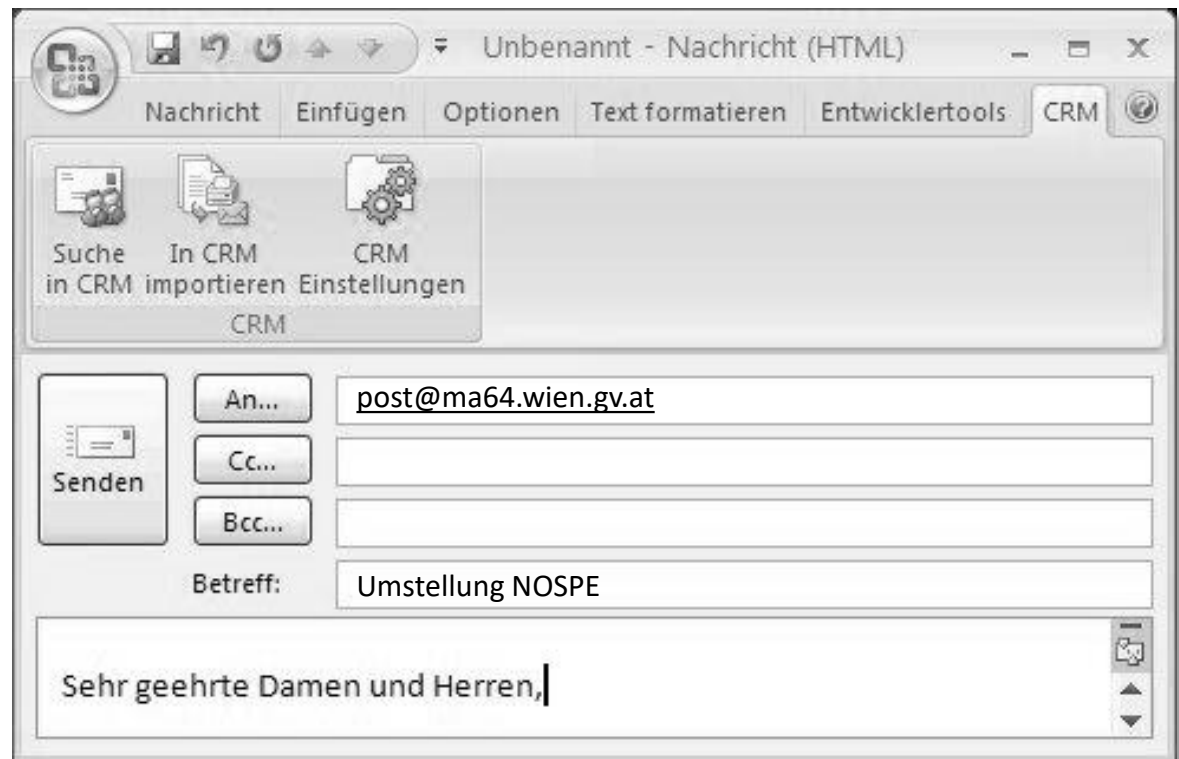 Unbenannt - Nachricht (HTML)
Nachricht Einfügen Optionen Text formatieren Entwicklertools CRM
Suche in CRM
In CRM importieren
CRM Einstellungen
CRM
Senden
An... post@ma64.wien.gv.at
Cc...
Bcc...
Betreff: Umstellung NOSPE
Sehr geehrte Damen und Herren,